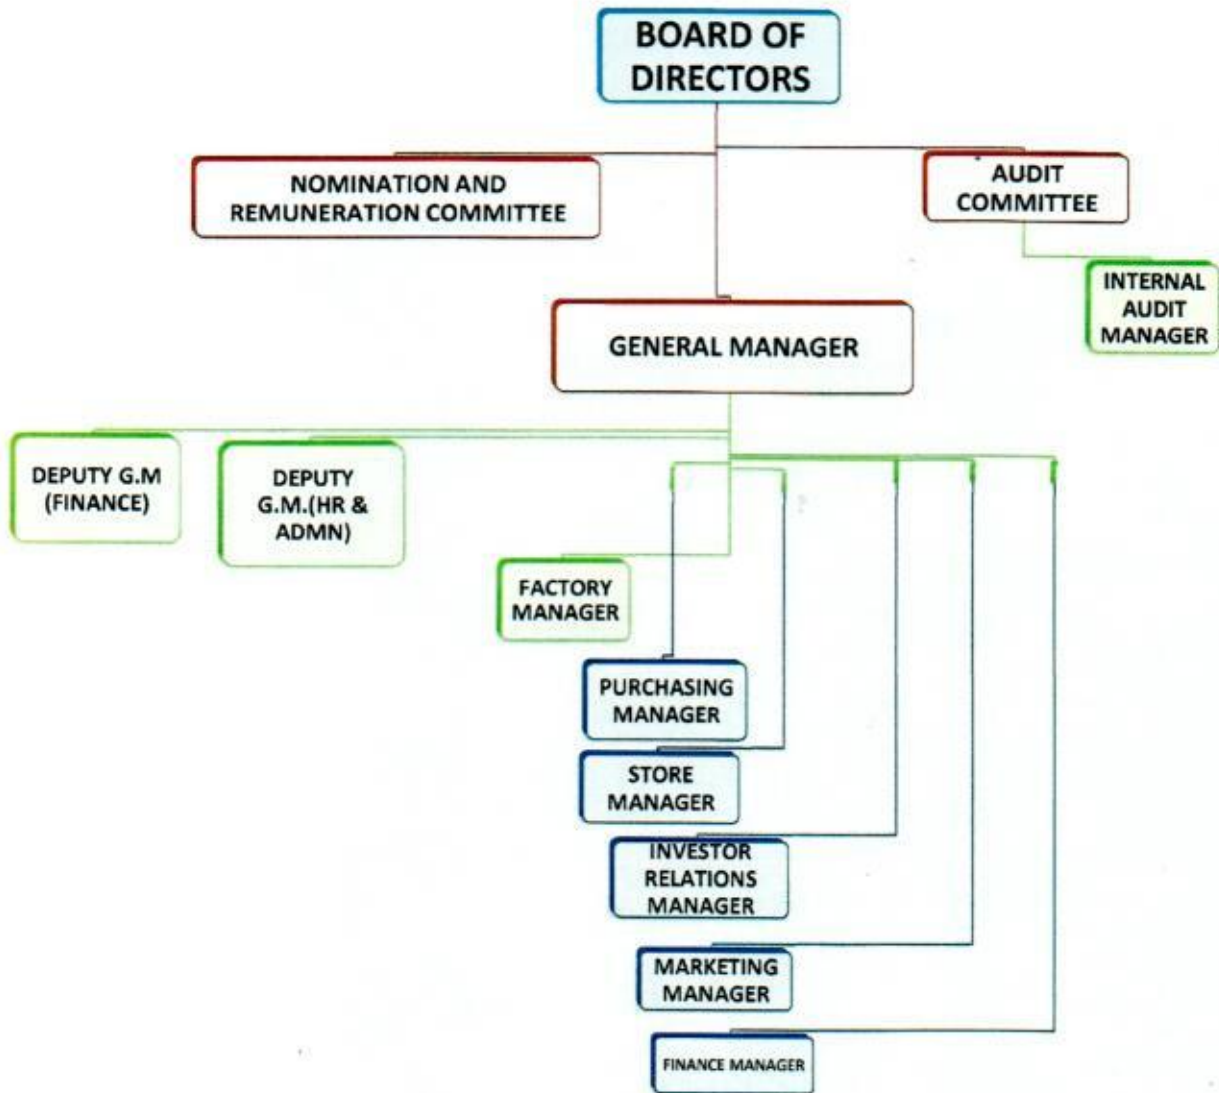 BOARD OF
DIRECTORS
NOMINATION AND
REMUNERATION COMMITTEE
AUDIT
COMMITTEE
INTERNAL
AUDIT
MANAGER
GENERAL MANAGER
DEPUTY G.M
(FINANCE)
DEPUTY
G.M.(HR &
ADMN)
FACTORY
MANAGER
PURCHASING
MANAGER
STORE
MANAGER
INVESTOR
RELATIONS
MANAGER
MARKETING
MANAGER
FINANCE MANAGER